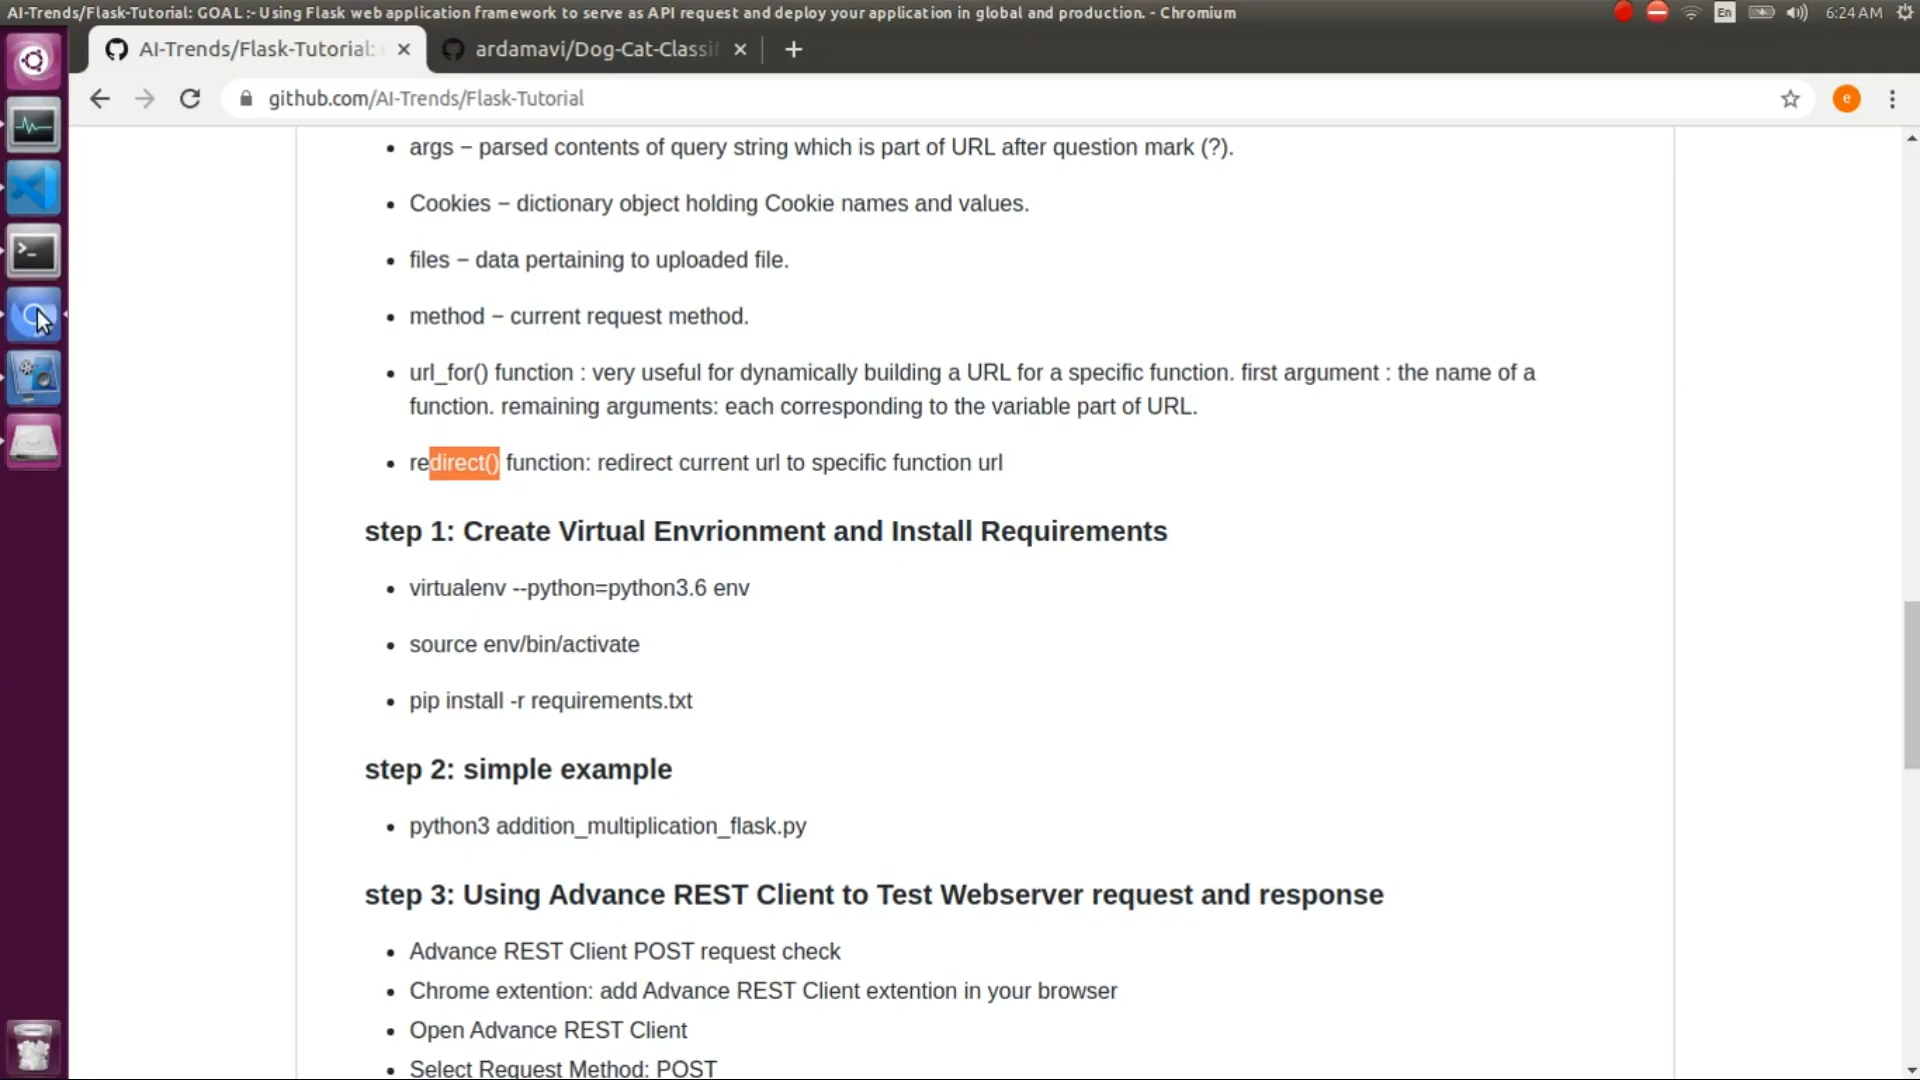 AI-Trends/Flask-Tutorial: GOAL :- Using Flask web application framework to serve as API request and deploy your application in global and production. - Chromium
En
6:24 AM
AI-Trends/Flask-Tutorial:
ardamavi/Dog-Cat-Classif
github.com/AI-Trends/Flask-Tutorial
e
• args − parsed contents of query string which is part of URL after question mark (?).
• Cookies − dictionary object holding Cookie names and values.
• files − data pertaining to uploaded file.
• method − current request method.
• url_for() function : very useful for dynamically building a URL for a specific function. first argument : the name of a
function. remaining arguments: each corresponding to the variable part of URL.
• redirect() function: redirect current url to specific function url
step 1: Create Virtual Envrionment and Install Requirements
• virtualenv --python=python3.6 env
• source env/bin/activate
• pip install -r requirements.txt
step 2: simple example
• python3 addition_multiplication_flask.py
step 3: Using Advance REST Client to Test Webserver request and response
• Advance REST Client POST request check
• Chrome extention: add Advance REST Client extention in your browser
• Open Advance REST Client
• Select Request Method: POST